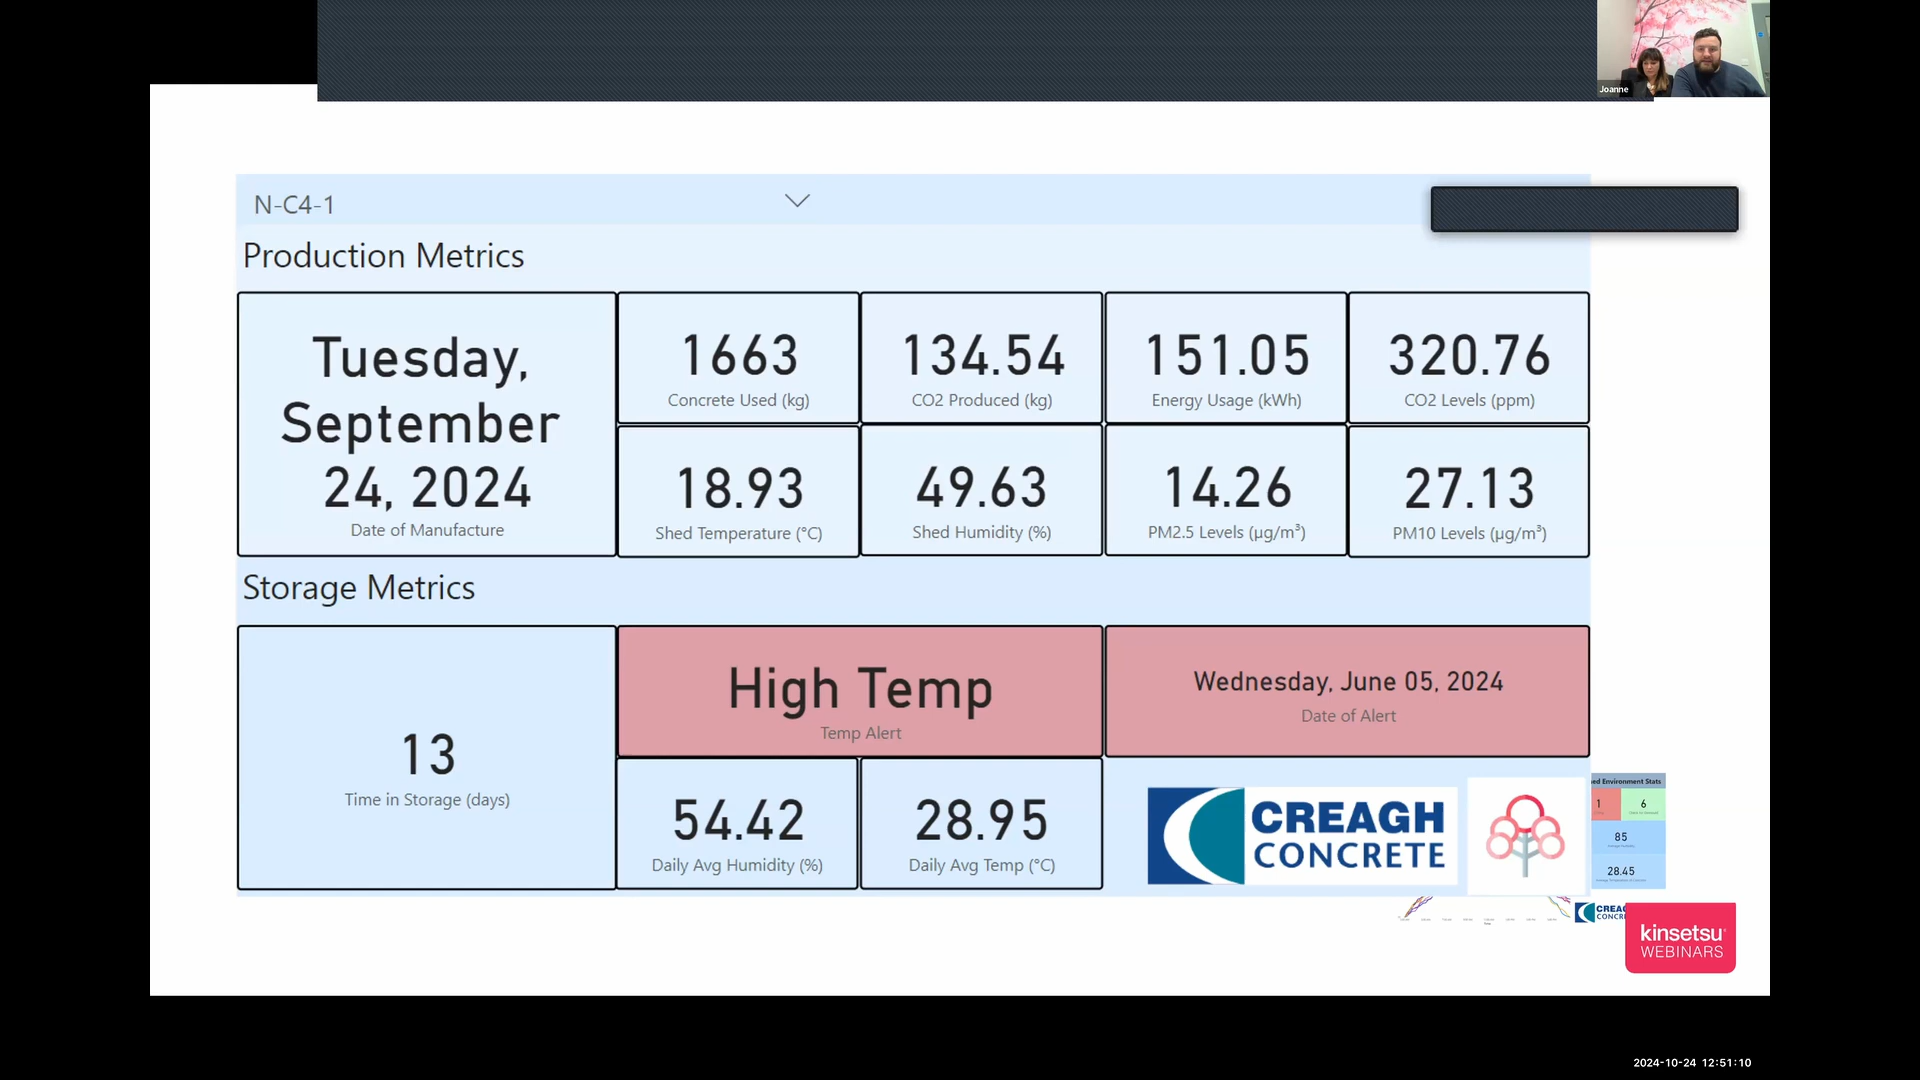 Joanne
N-C4-1
Production Metrics
Tuesday,
September
24, 2024
Date of Manufacture
1663
Concrete Used (kg)
134.54
CO2 Produced (kg)
151.05
Energy Usage (kWh)
320.76
CO2 Levels (ppm)
18.93
Shed Temperature (°C)
49.63
Shed Humidity (%)
14.26
PM2.5 Levels (µg/m³)
27.13
PM10 Levels (µg/m³)
Storage Metrics
13
Time in Storage (days)
High Temp
Temp Alert
Wednesday, June 05, 2024
Date of Alert
54.42
Daily Avg Humidity (%)
28.95
Daily Avg Temp (°C)
CREAGH
CONCRETE
ed Environment Stats
1
6
85
28.45
CREAG
CONCR
kinsetsu
WEBINARS
2024-10-24 12:51:10